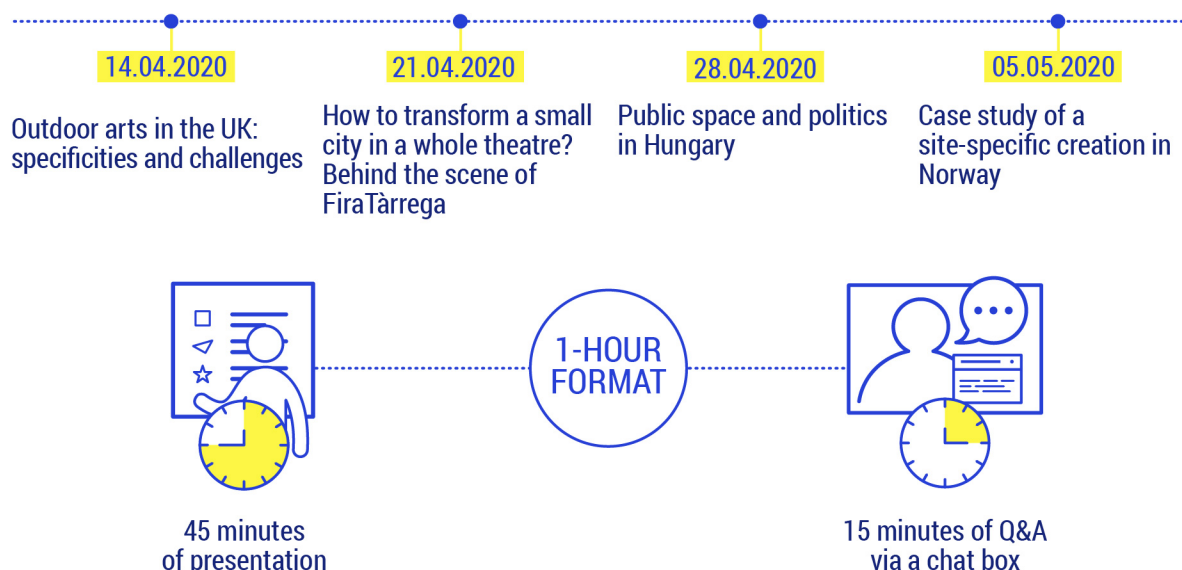 14.04.2020
Outdoor arts in the UK:
specificities and challenges
21.04.2020
How to transform a small
city in a whole theatre?
Behind the scene of
FiraTàrrega
28.04.2020
Public space and politics
in Hungary
05.05.2020
Case study of a
site-specific creation in
Norway
1-HOUR
FORMAT
45 minutes
of presentation
15 minutes of Q&A
via a chat box